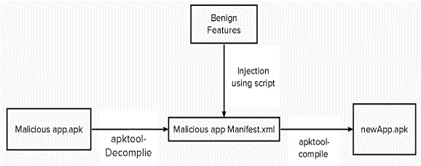 Benign
Features
Injection
using script
Malicious app.apk
apktool-
Decomplie
Malicious app Manifest.xml
apktool-
compile
newApp.apk